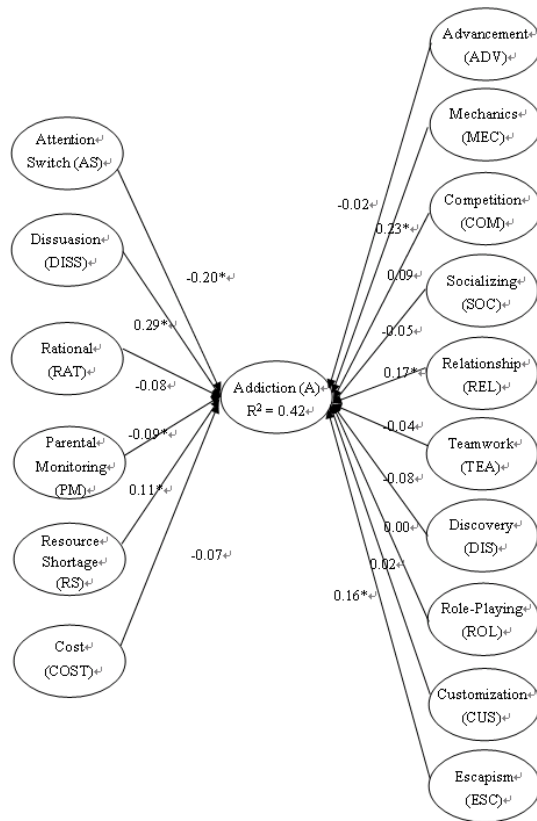 Advancement
(ADV)
Mechanics
(MEC)
Attention
Switch (AS)
Competition
(COM)
-0.02
0.23*
Dissuasion
(DISS)
0.09
Socializing
(SOC)
-0.20*
-0.05
0.29*
Rational
(RAT)
0.17*
Relationship
(REL)
-0.08
Addiction (A)
R² = 0.42
-0.09*
-0.04
Teamwork
(TEA)
Parental
Monitoring
(PM)
0.11*
-0.08
Discovery
(DIS)
0.00
Resource
Shortage
(RS)
-0.07
0.02
0.16*
Role-Playing
(ROL)
Cost
(COST)
Customization
(CUS)
Escapism
(ESC)